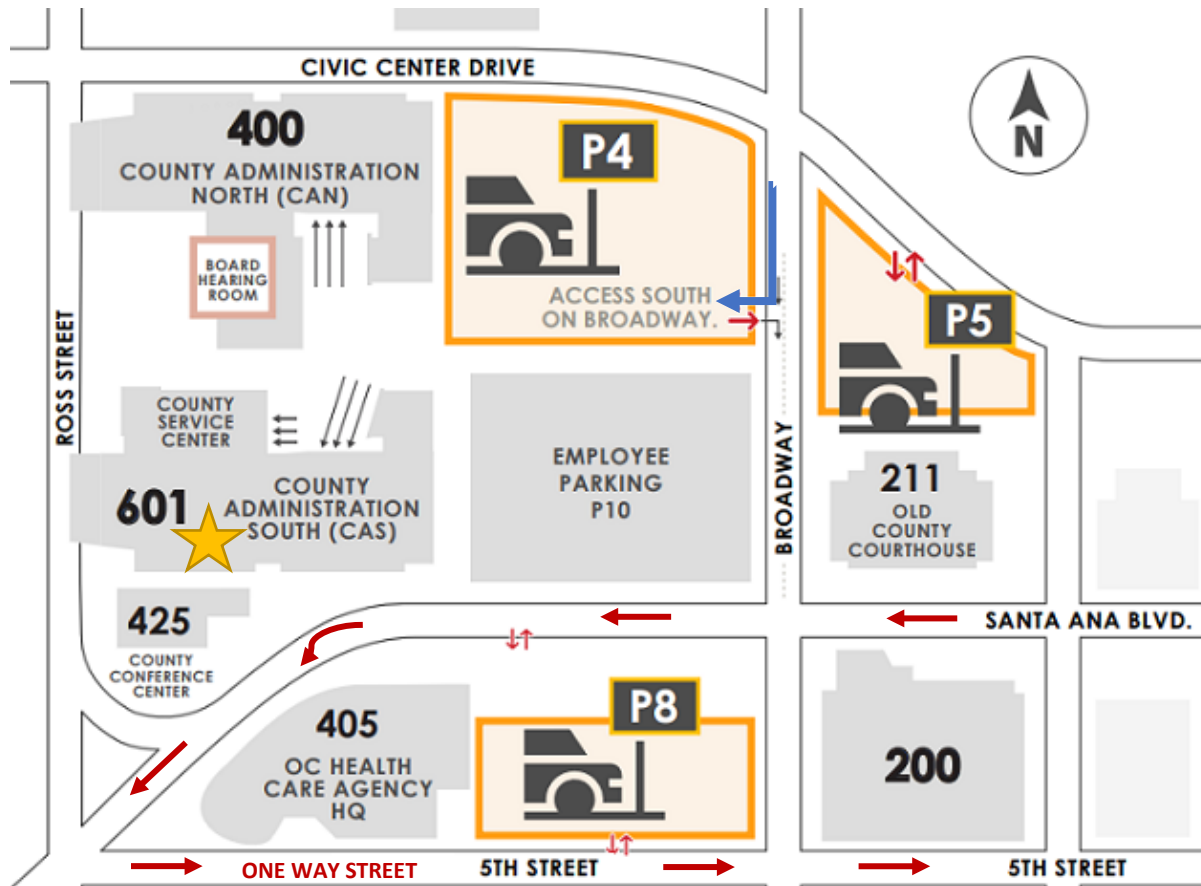 CIVIC CENTER DRIVE
400
COUNTY ADMINISTRATION
NORTH (CAN)
BOARD
HEARING
ROOM
P4
ACCESS SOUTH
ON BROADWAY.
N
P5
ROSS STREET
COUNTY
SERVICE
CENTER
601
COUNTY
ADMINISTRATION
SOUTH (CAS)
EMPLOYEE
PARKING
P10
BROADWAY
211
OLD
COUNTY
COURTHOUSE
425
COUNTY
CONFERENCE
CENTER
SANTA ANA BLVD.
405
OC HEALTH
CARE AGENCY
HQ
P8
200
ONE WAY STREET
5TH STREET
5TH STREET